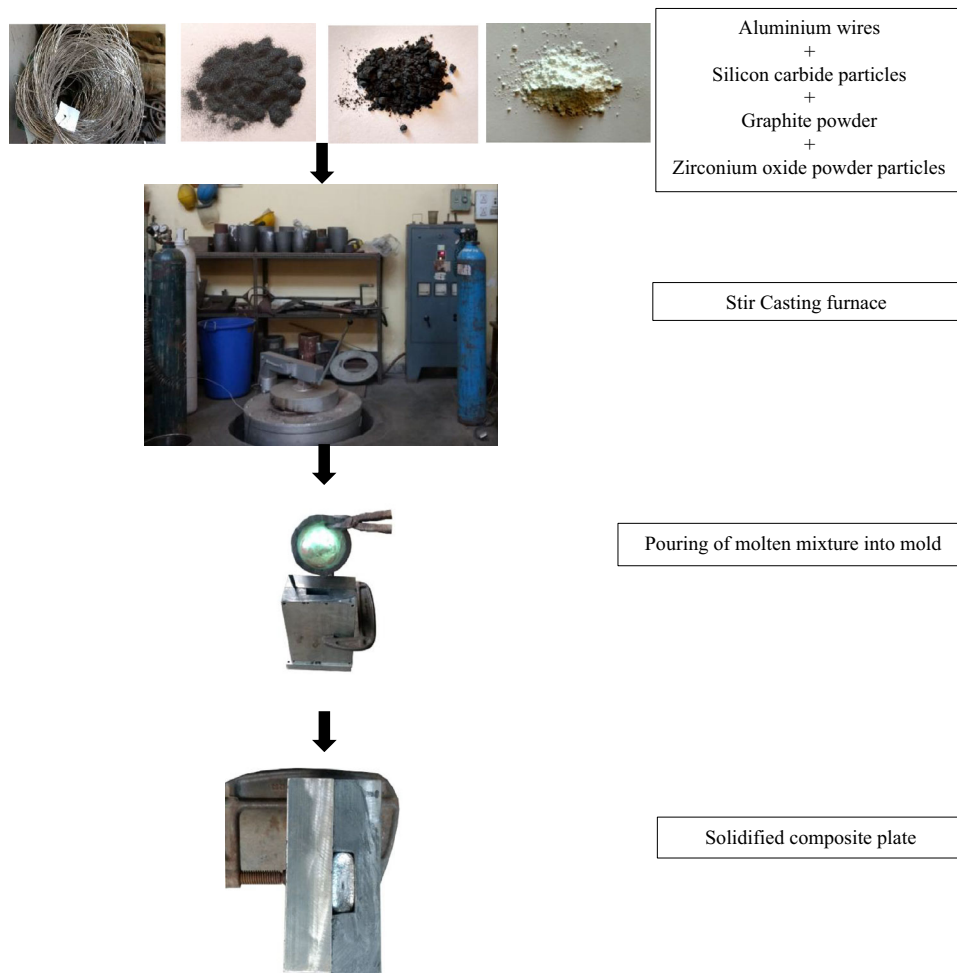 Aluminium wires
+
Silicon carbide particles
+
Graphite powder
+
Zirconium oxide powder particles
Stir Casting furnace
Pouring of molten mixture into mold
Solidified composite plate